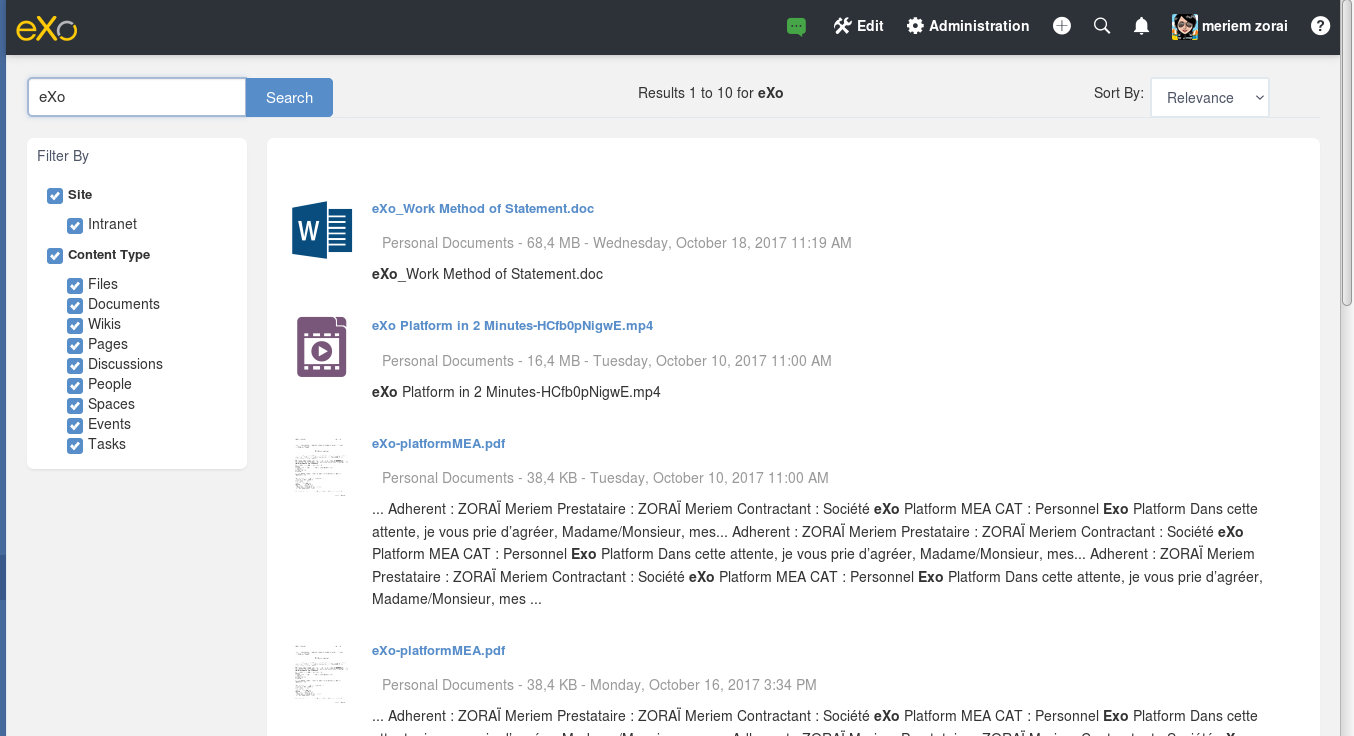 eXo
Edit
Administration
meriem zorai
?
eXo
Search
Results 1 to 10 for eXo
Sort By:
Relevance
Filter By
Site
Intranet
Content Type
Files
Documents
Wikis
Pages
Discussions
People
Spaces
Events
Tasks
W
eXo_Work Method of Statement.doc
Personal Documents - 68,4 MB - Wednesday, October 18, 2017 11:19 AM
eXo_Work Method of Statement.doc
eXo Platform in 2 Minutes-HCfb0pNigwE.mp4
Personal Documents - 16,4 MB - Tuesday, October 10, 2017 11:00 AM
eXo Platform in 2 Minutes-HCfb0pNigwE.mp4
eXo-platformMEA.pdf
Personal Documents - 38,4 KB - Tuesday, October 10, 2017 11:00 AM
... Adherent : ZORAÏ Meriem Prestataire : ZORAÏ Meriem Contractant : Société eXo Platform MEA CAT : Personnel Exo Platform Dans cette
attente, je vous prie d’agréer, Madame/Monsieur, mes... Adherent : ZORAÏ Meriem Prestataire : ZORAÏ Meriem Contractant : Société eXo
Platform MEA CAT : Personnel Exo Platform Dans cette attente, je vous prie d’agréer, Madame/Monsieur, mes... Adherent : ZORAÏ Meriem
Prestataire : ZORAÏ Meriem Contractant : Société eXo Platform MEA CAT : Personnel Exo Platform Dans cette attente, je vous prie d’agréer,
Madame/Monsieur, mes ...
eXo-platformMEA.pdf
Personal Documents - 38,4 KB - Monday, October 16, 2017 3:34 PM
... Adherent : ZORAÏ Meriem Prestataire : ZORAÏ Meriem Contractant : Société eXo Platform MEA CAT : Personnel Exo Platform Dans cette